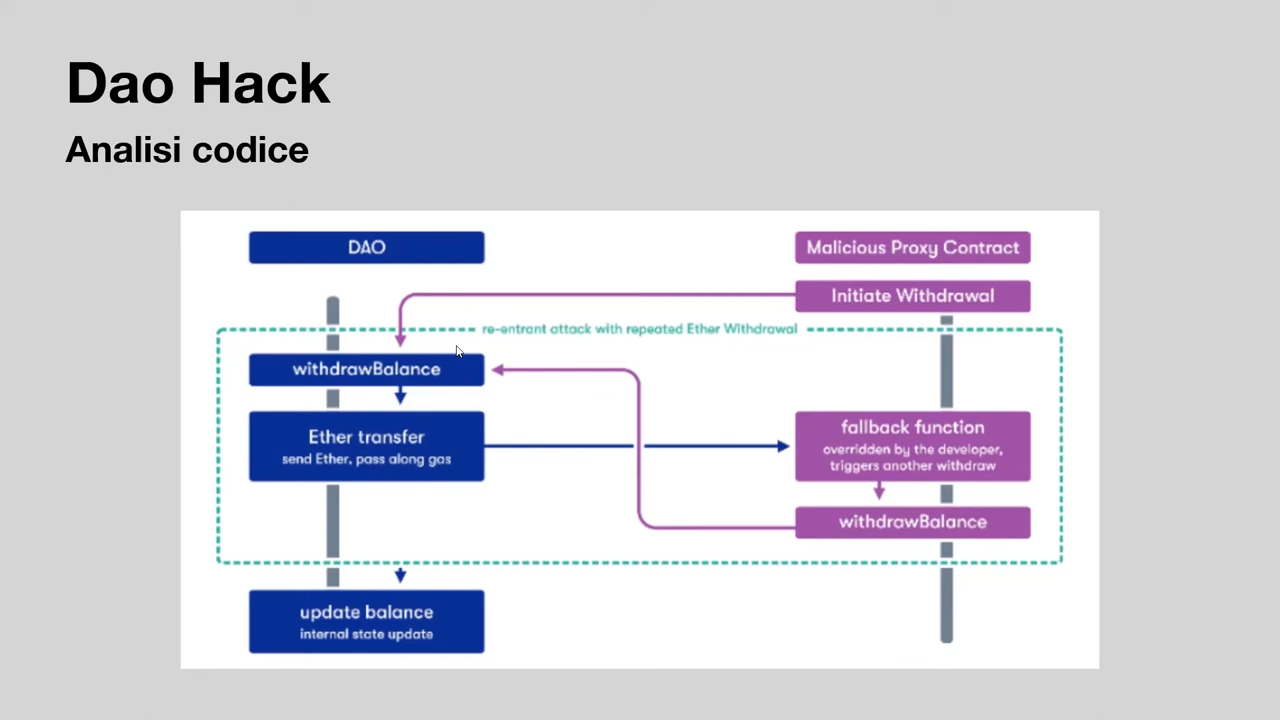 Dao Hack
Analisi codice
DAO
Malicious Proxy Contract
Initiate Withdrawal
re-entrant attack with repeated Ether Withdrawal
withdrawBalance
Ether transfer
send Ether, pass along gas
fallback function
overridden by the developer,
triggers another withdraw
withdrawBalance
update balance
internal state update